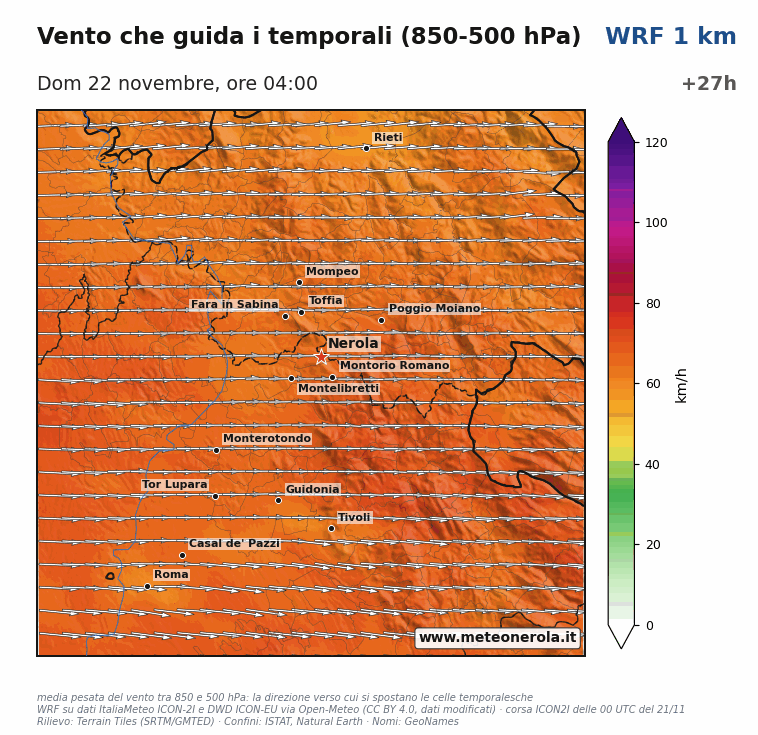 Vento che guida i temporali (850-500 hPa)
WRF 1 km
Dom 22 novembre, ore 04:00
+27h
Rieti
Mompeo
Fara in Sabina
Toffia
Poggio Moiano
Nerola
Montorio Romano
Montelibretti
Monterotondo
Tor Lupara
Guidonia
Tivoli
Casal de' Pazzi
Roma
www.meteonerola.it
120
100
80
60
40
20
0
km/h
media pesata del vento tra 850 e 500 hPa: la direzione verso cui si spostano le celle temporalesche
WRF su dati ItaliaMeteo ICON-2I e DWD ICON-EU via Open-Meteo (CC BY 4.0, dati modificati) · corsa ICON2I delle 00 UTC del 21/11
Rilievo: Terrain Tiles (SRTM/GMTED) · Confini: ISTAT, Natural Earth · Nomi: GeoNames